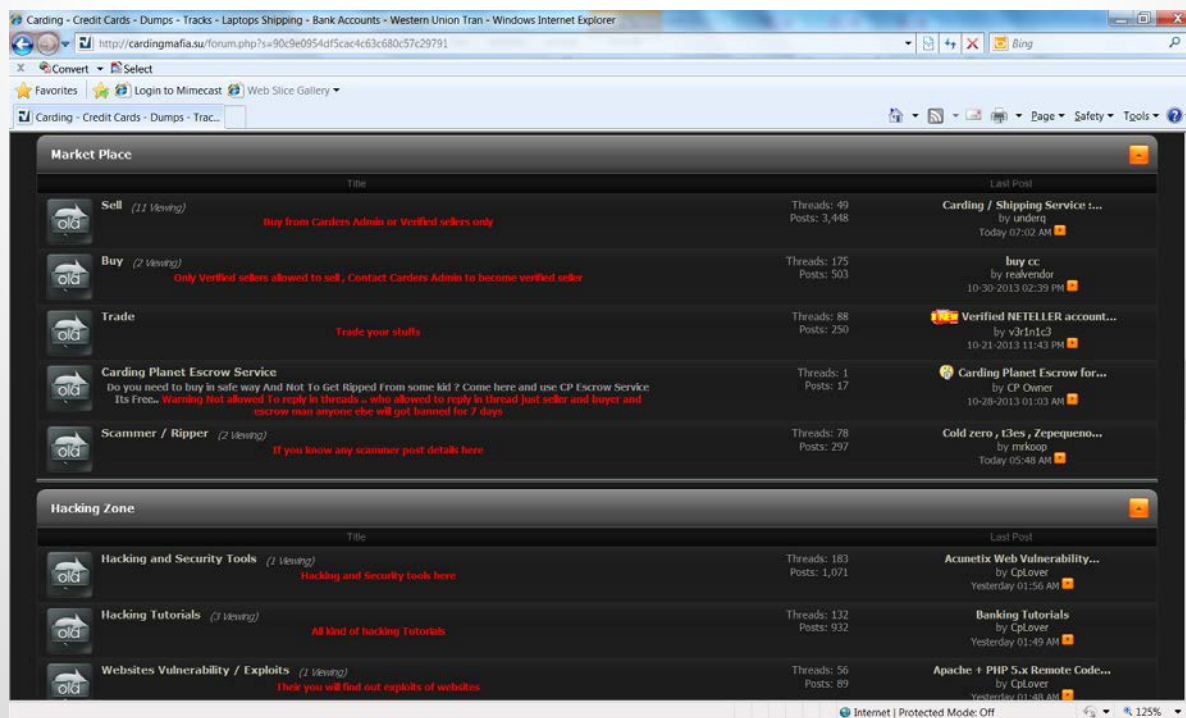 Carding - Credit Cards - Dumps - Tracks - Laptops Shipping - Bank Accounts - Western Union Tran - Windows Internet Explorer
http://cardingmafia.su/forum.php?s=90c9e0954df5cac4c63c680c57c29791
Bing
X Convert Select
Favorites Login to Mimecast Web Slice Gallery
Carding - Credit Cards - Dumps - Trac... Page Safety Tools
Market Place
Title Last Post
old
Sell (11 Viewing)
Buy from Carders Admin or Verified sellers only
Threads: 49
Posts: 3,448
Carding / Shipping Service :...
by underq
Today 07:02 AM
old
Buy (2 Viewing)
Only Verified sellers allowed to sell , Contact Carders Admin to become verified seller
Threads: 175
Posts: 503
buy cc
by realvendor
10-30-2013 02:39 PM
old
Trade
Trade your stuffs
Threads: 88
Posts: 250
Verified NETELLER account...
by v3r1n1c3
10-21-2013 11:43 PM
old
Carding Planet Escrow Service
Do you need to buy in safe way And Not To Get Ripped From some kid ? Come here and use CP Escrow Service
Its Free.. Warning Not allowed To reply in threads .. who allowed to reply in thread just seller and buyer and
escrow man anyone else will got banned for 7 days
Threads: 1
Posts: 17
Carding Planet Escrow for...
by CP Owner
10-28-2013 01:03 AM
old
Scammer / Ripper (2 Viewing)
If you know any scammer post details here
Threads: 78
Posts: 297
Cold zero , t3es , Zepequeno...
by mrkoop
Today 05:48 AM
Hacking Zone
Title Last Post
old
Hacking and Security Tools (1 Viewing)
Hacking and Security tools here
Threads: 183
Posts: 1,071
Acunetix Web Vulnerability...
by CpLover
Yesterday 01:56 AM
old
Hacking Tutorials (3 Viewing)
All kind of hacking Tutorials
Threads: 132
Posts: 932
Banking Tutorials
by CpLover
Yesterday 01:49 AM
old
Websites Vulnerability / Exploits (1 Viewing)
Their you will find out exploits of websites
Threads: 56
Posts: 89
Apache + PHP 5.x Remote Code...
by CpLover
Yesterday 01:48 AM
Internet | Protected Mode: Off 125%